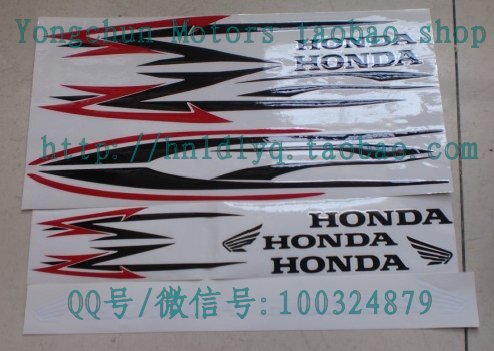 Yongchun Motors taobao shop
HONDA
HONDA
http://hnldlyq.taobao.com
HONDA
HONDA
HONDA
QQ号/微信号:100324879